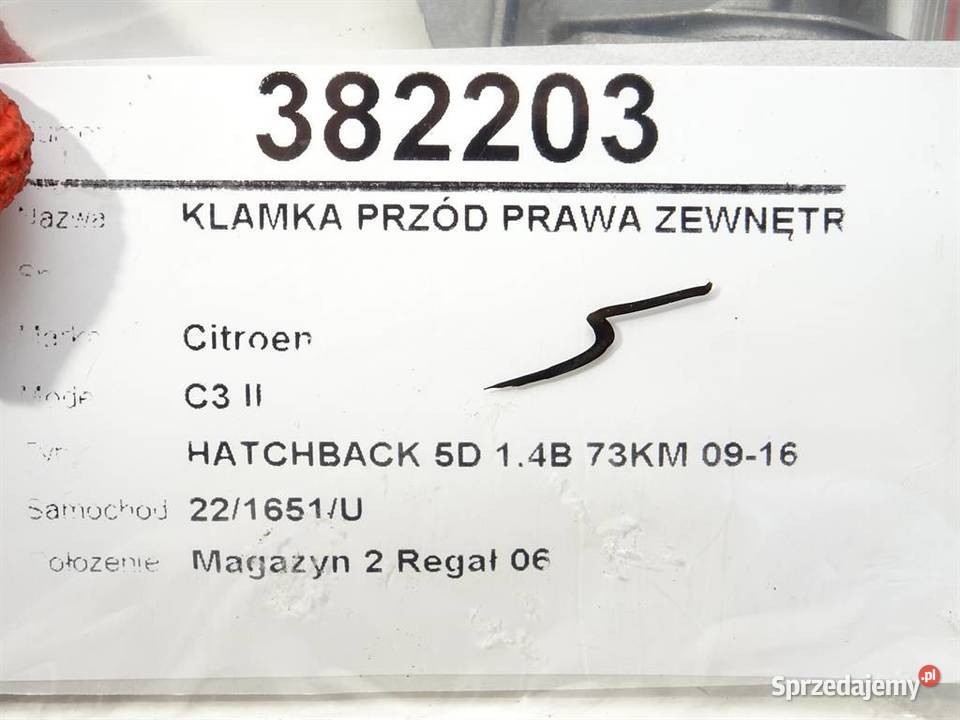 382203
Nazwa KLAMKA PRZÓD PRAWA ZEWNĘTR
Citroen
C3 II
HATCHBACK 5D 1.4B 73KM 09-16
Samochód 22/1651/U
Magazyn 2 Regał 06
Sprzedajemy.pl